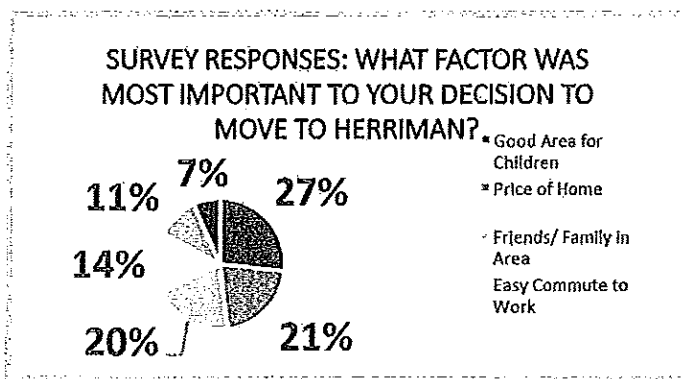 SURVEY RESPONSES: WHAT FACTOR WAS
MOST IMPORTANT TO YOUR DECISION TO
MOVE TO HERRIMAN?
Good Area for
Children
Price of Home
Friends/ Family in
Area
Easy Commute to
Work
7%
11%
27%
14%
20%
21%